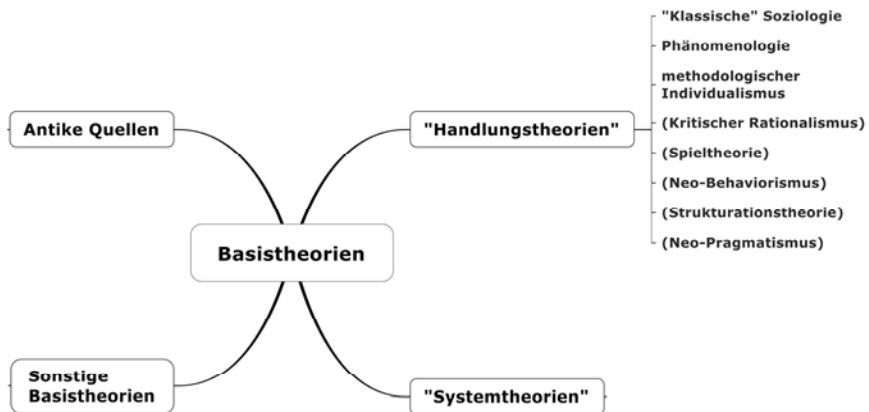 "Klassische" Soziologie
Phänomenologie
methodologischer
Individualismus
(Kritischer Rationalismus)
(Spieltheorie)
(Neo-Behaviorismus)
(Strukturationstheorie)
(Neo-Pragmatismus)
Antike Quellen
"Handlungstheorien"
Basistheorien
Sonstige
Basistheorien
"Systemtheorien"